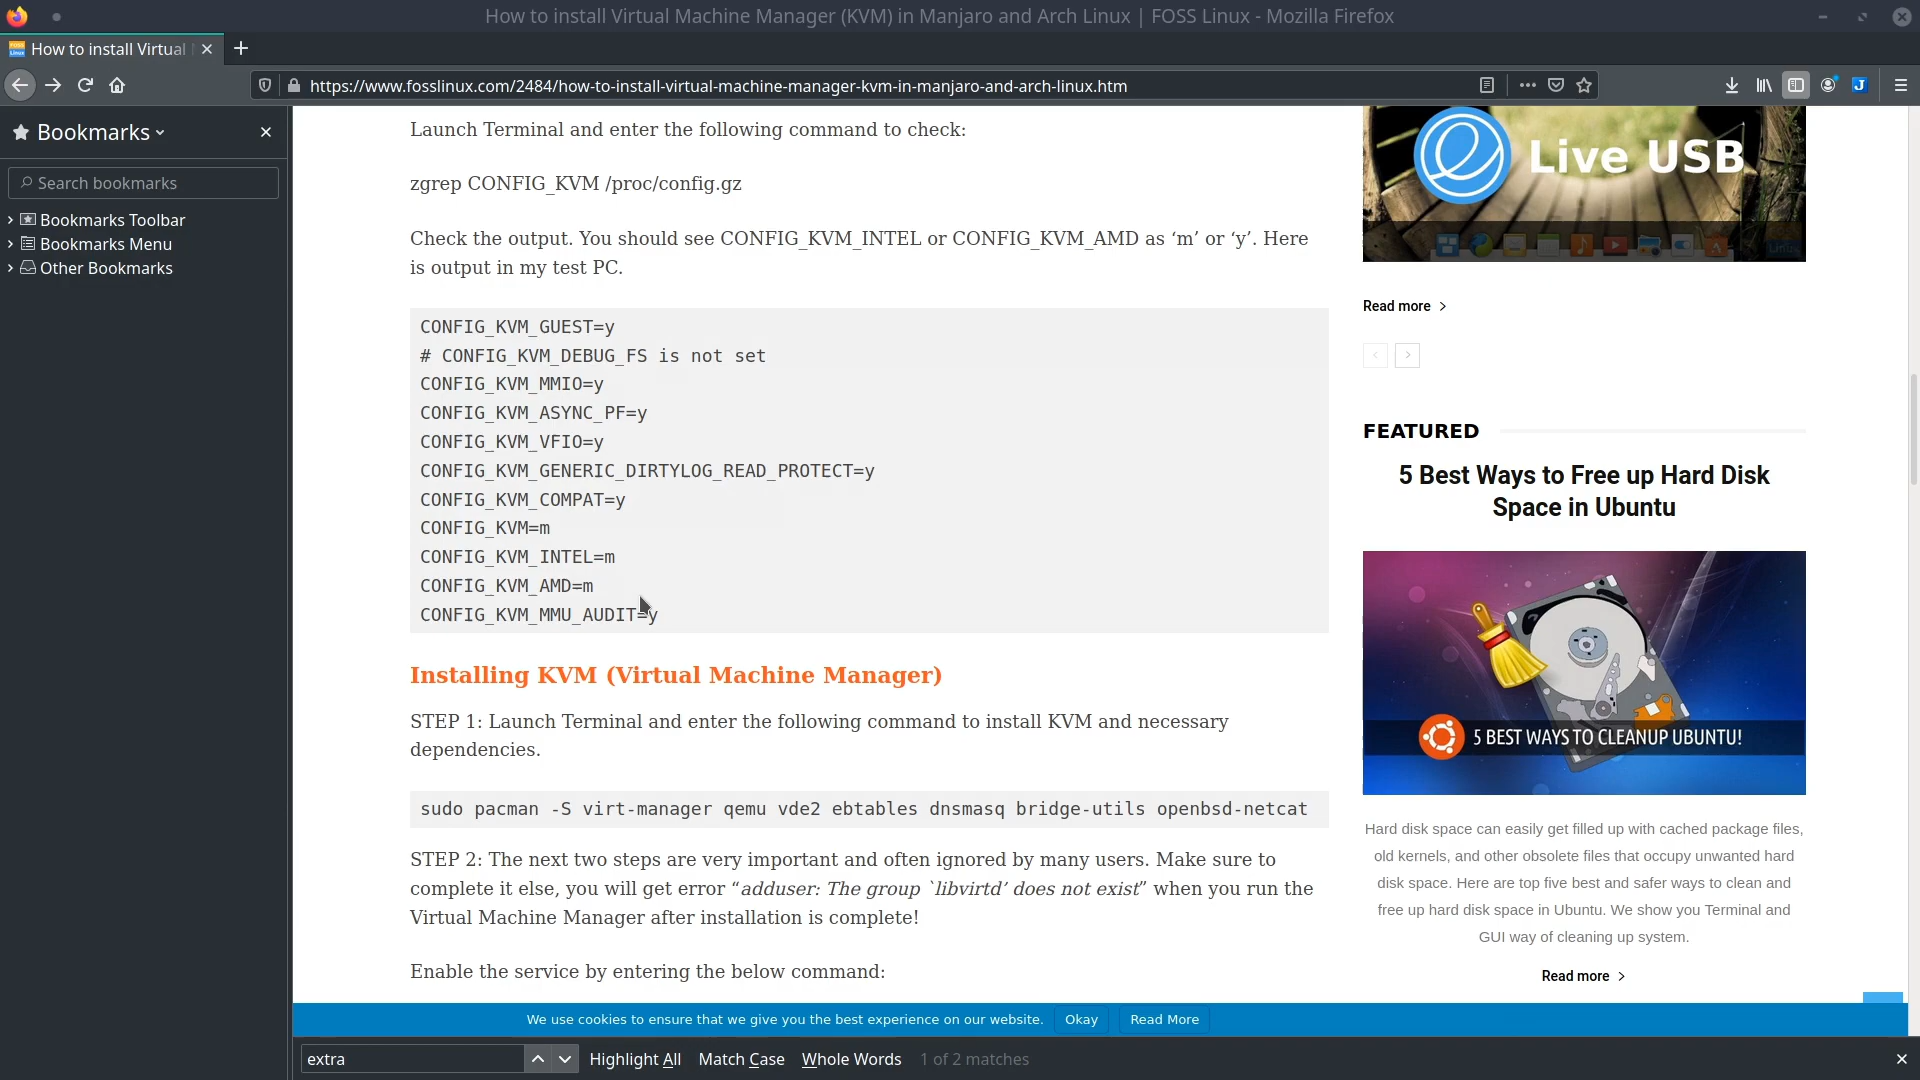 How to install Virtual Machine Manager (KVM) in Manjaro and Arch Linux | FOSS Linux - Mozilla Firefox
How to install Virtual
https://www.fosslinux.com/2484/how-to-install-virtual-machine-manager-kvm-in-manjaro-and-arch-linux.htm
Bookmarks
Search bookmarks
Bookmarks Toolbar
Bookmarks Menu
Other Bookmarks
Launch Terminal and enter the following command to check:
zgrep CONFIG_KVM /proc/config.gz
Check the output. You should see CONFIG_KVM_INTEL or CONFIG_KVM_AMD as ‘m’ or ‘y’. Here
is output in my test PC.
CONFIG_KVM_GUEST=y
# CONFIG_KVM_DEBUG_FS is not set
CONFIG_KVM_MMIO=y
CONFIG_KVM_ASYNC_PF=y
CONFIG_KVM_VFIO=y
CONFIG_KVM_GENERIC_DIRTYLOG_READ_PROTECT=y
CONFIG_KVM_COMPAT=y
CONFIG_KVM=m
CONFIG_KVM_INTEL=m
CONFIG_KVM_AMD=m
CONFIG_KVM_MMU_AUDIT=y
Installing KVM (Virtual Machine Manager)
STEP 1: Launch Terminal and enter the following command to install KVM and necessary
dependencies.
sudo pacman -S virt-manager qemu vde2 ebtables dnsmasq bridge-utils openbsd-netcat
STEP 2: The next two steps are very important and often ignored by many users. Make sure to
complete it else, you will get error “adduser: The group `libvirtd’ does not exist” when you run the
Virtual Machine Manager after installation is complete!
Enable the service by entering the below command:
Live USB
Read more
FEATURED
5 Best Ways to Free up Hard Disk
Space in Ubuntu
5 BEST WAYS TO CLEANUP UBUNTU!
Hard disk space can easily get filled up with cached package files,
old kernels, and other obsolete files that occupy unwanted hard
disk space. Here are top five best and safer ways to clean and
free up hard disk space in Ubuntu. We show you Terminal and
GUI way of cleaning up system.
Read more
We use cookies to ensure that we give you the best experience on our website. Okay Read More
extra Highlight All Match Case Whole Words 1 of 2 matches